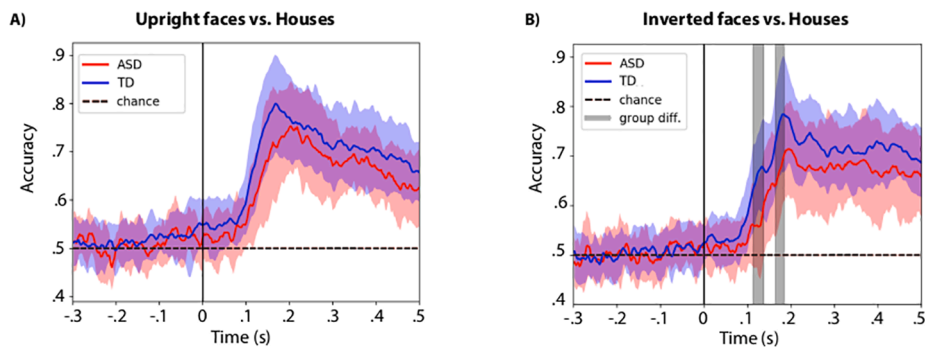 A)
Upright faces vs. Houses
Accuracy
.9
.8
.7
.6
.5
.4
ASD
TD
chance
-.3 -.2 -.1 0 .1 .2 .3 .4 .5
Time (s)
B)
Inverted faces vs. Houses
Accuracy
.9
.8
.7
.6
.5
.4
ASD
TD
chance
group diff.
-.3 -.2 -.1 0 .1 .2 .3 .4 .5
Time (s)